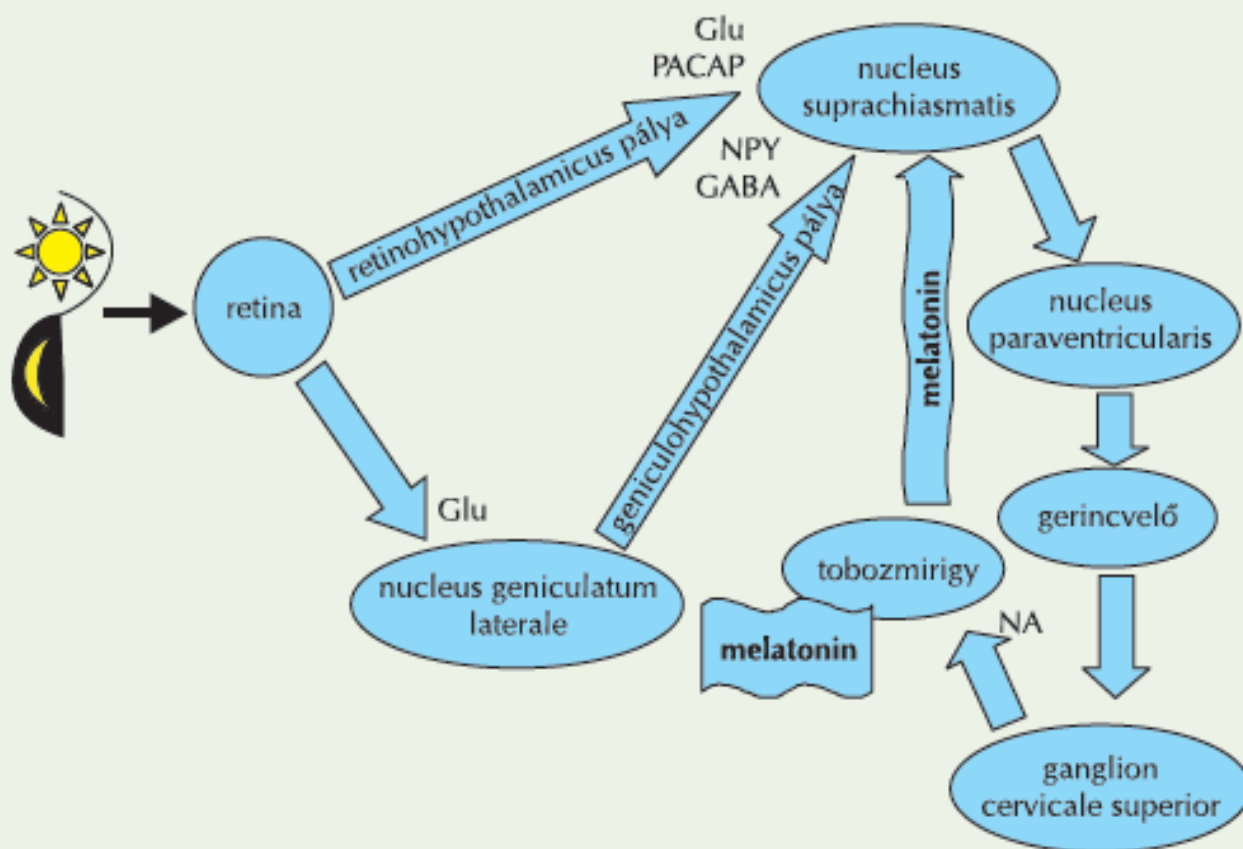 Glu
PACAP
nucleus
suprachiasmatis
retinohypothalamicus pálya
NPY
GABA
geniculohypothalamicus pálya
melatonin
retina
nucleus
paraventricularis
Glu
gerincvelő
nucleus geniculatum
laterale
tobozmirigy
melatonin
NA
ganglion
cervicale superior